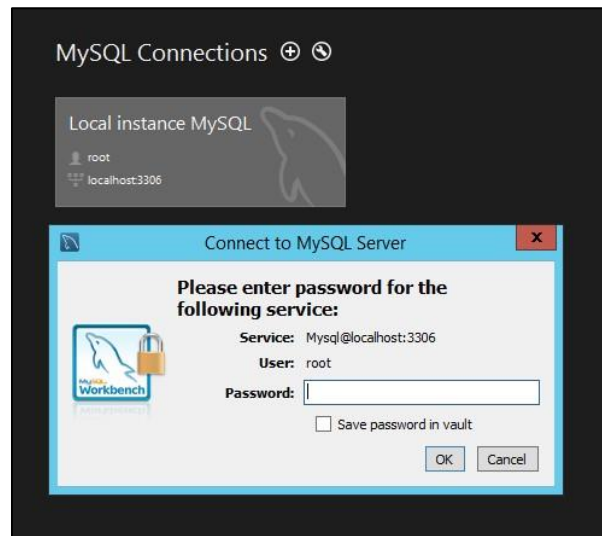 MySQL Connections
Local instance MySQL
root
localhost:3306
Connect to MySQL Server
x
Please enter password for the
following service:
Service: Mysql@localhost:3306
User: root
Password:
MySQL
Workbench
Save password in vault
OK Cancel